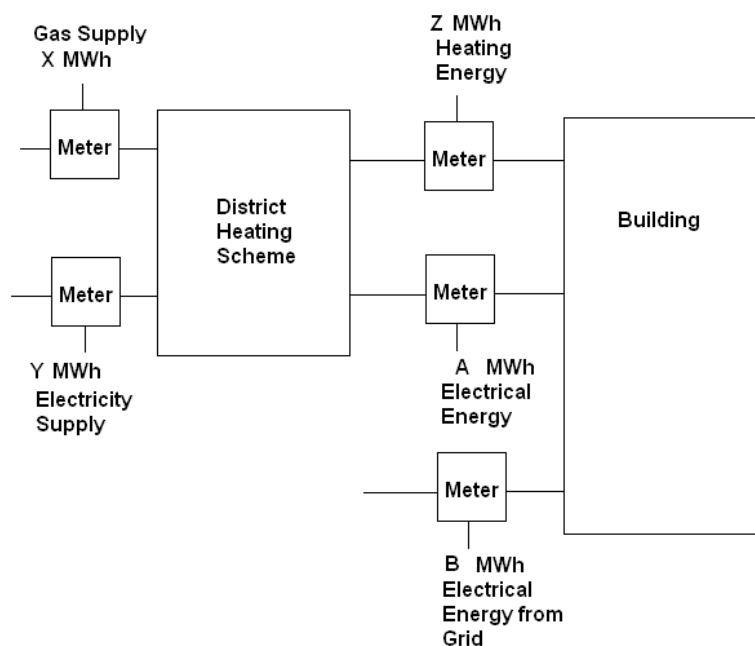 Gas Supply
X MWh
Meter
Meter
Y MWh
Electricity
Supply
District
Heating
Scheme
Z MWh
Heating
Energy
Meter
Meter
A MWh
Electrical
Energy
Meter
B MWh
Electrical
Energy from
Grid
Building